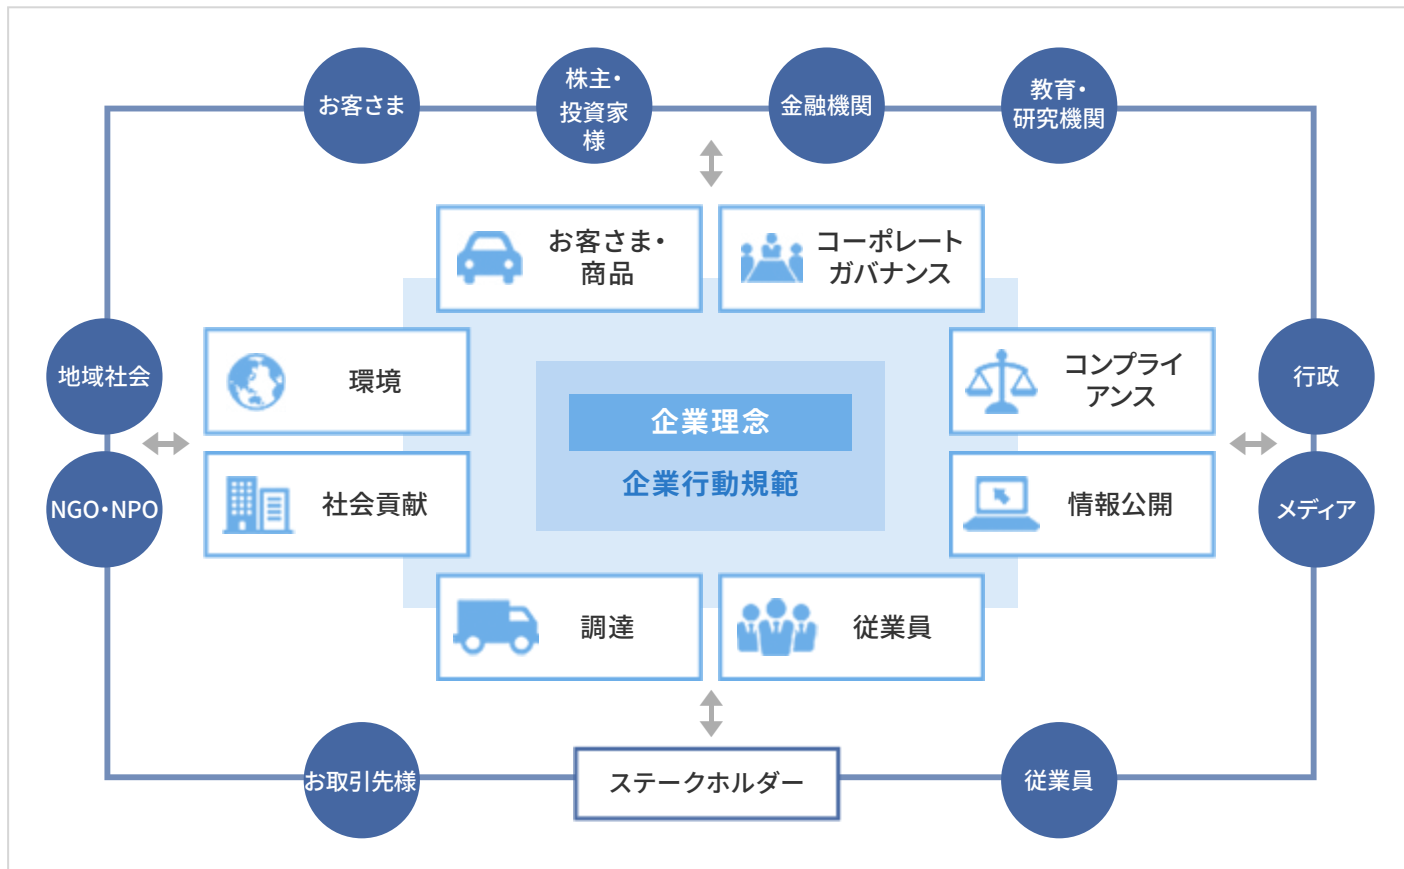 お客さま
株主・
投資家
様
金融機関
教育・
研究機関
お客さま・
商品
コーポレート
ガバナンス
地域社会
環境
コンプライ
アンス
行政
企業理念
企業行動規範
NGO・NPO
社会貢献
情報公開
メディア
調達
従業員
お取引先様
ステークホルダー
従業員